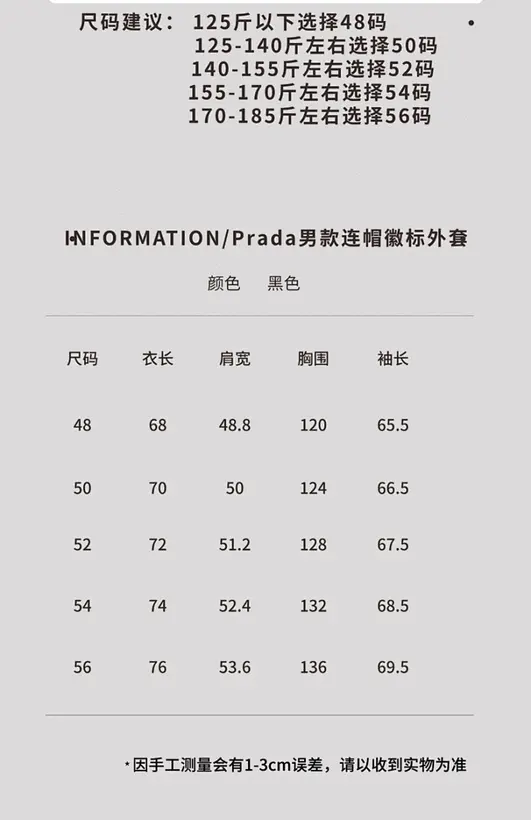 尺码建议： 125斤以下选择48码
125-140斤左右选择50码
140-155斤左右选择52码
155-170斤左右选择54码
170-185斤左右选择56码
INFORMATION/Prada男款连帽徽标外套
颜色 黑色
尺码 衣长 肩宽 胸围 袖长
48 68 48.8 120 65.5
50 70 50 124 66.5
52 72 51.2 128 67.5
54 74 52.4 132 68.5
56 76 53.6 136 69.5
*因手工测量会有1-3cm误差，请以收到实物为准